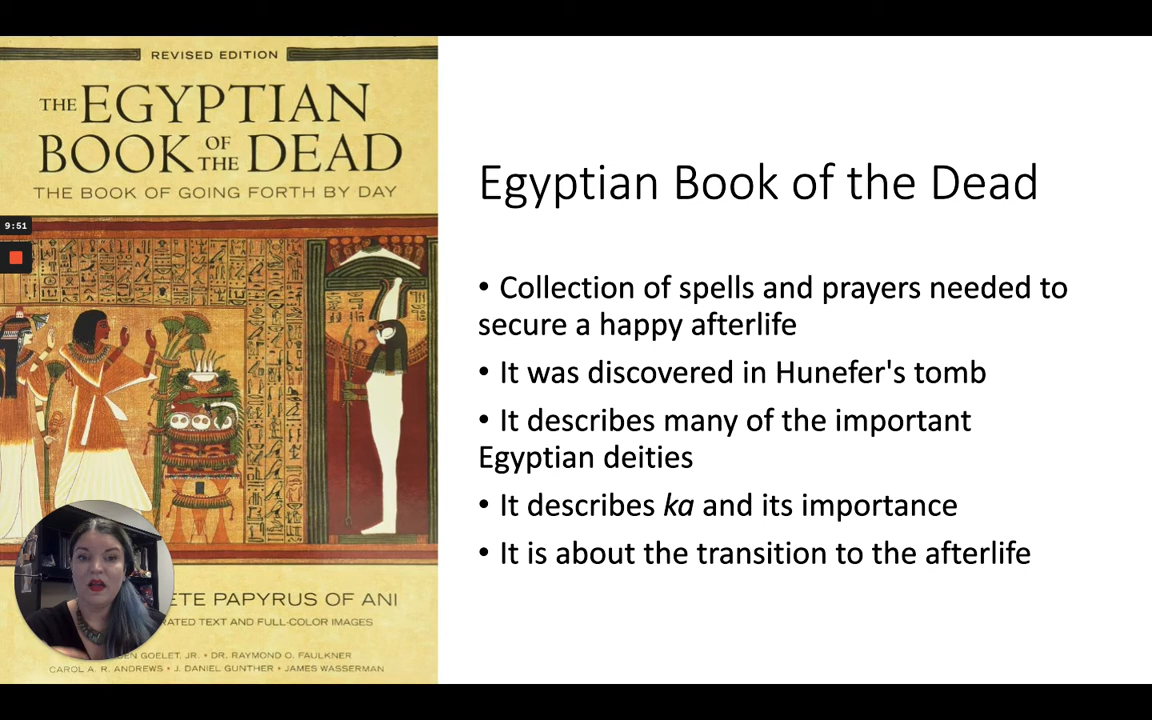 REVISED EDITION
THE EGYPTIAN
BOOK OF THE DEAD
THE BOOK OF GOING FORTH BY DAY
9:51
PAPYRUS OF ANI
TEXT AND FULL-COLOR IMAGES
GOELET, JR. • DR. RAYMOND O. FAULKNER
CAROL A. R. ANDREWS • J. DANIEL GUNTHER • JAMES WASSERMAN
Egyptian Book of the Dead
• Collection of spells and prayers needed to
secure a happy afterlife
• It was discovered in Hunefer's tomb
• It describes many of the important
Egyptian deities
• It describes ka and its importance
• It is about the transition to the afterlife